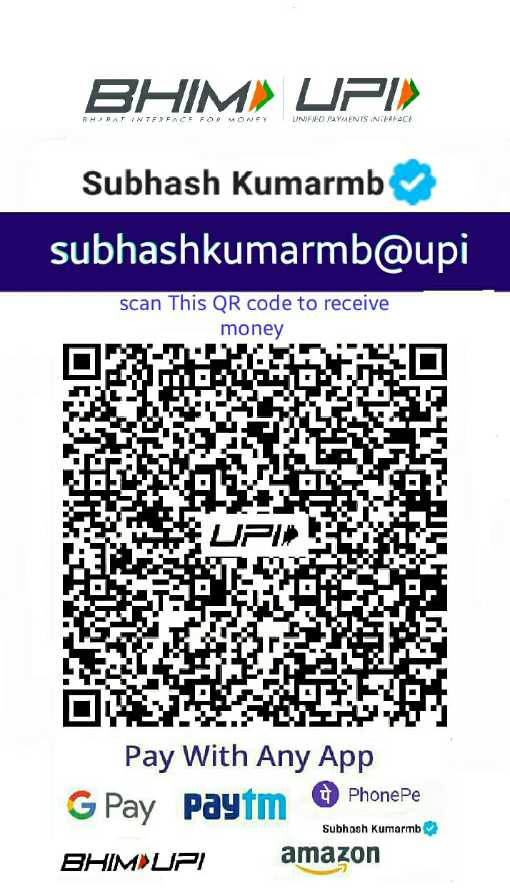 BHIM UPI
BHARAT INTERFACE FOR MONEY UNIFIED PAYMENTS INTERFACE
Subhash Kumarmb
subhashkumarmb@upi
scan This QR code to receive
money
UPI
Pay With Any App
G Pay paytm पे PhonePe
Subhash Kumarmb
BHIM UPI amazon